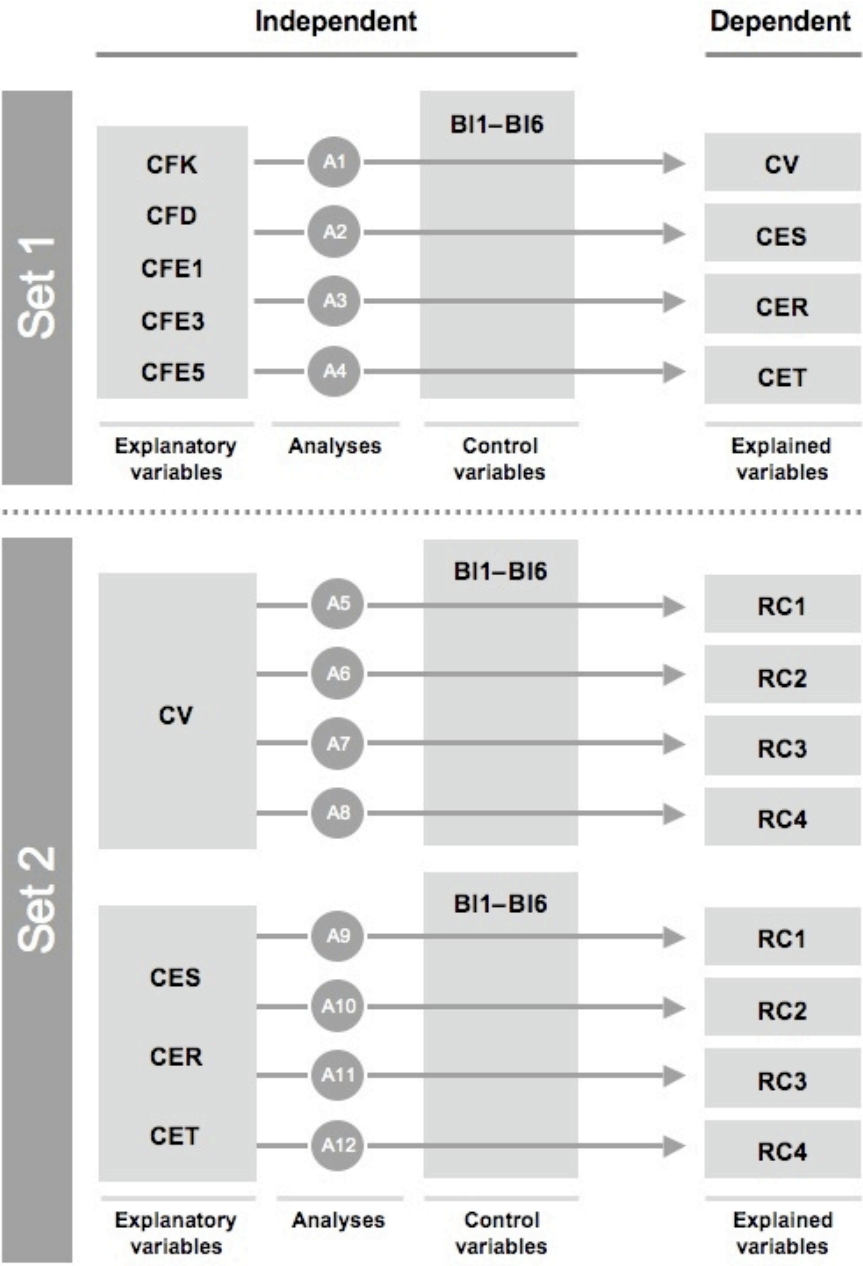 Independent
Dependent
Set 1
BI1–BI6
CFK
CFD
CFE1
CFE3
CFE5
A1
A2
A3
A4
CV
CES
CER
CET
Explanatory
variables
Analyses
Control
variables
Explained
variables
Set 2
BI1–BI6
CV
A5
A6
A7
A8
RC1
RC2
RC3
RC4
BI1–BI6
CES
CER
CET
A9
A10
A11
A12
RC1
RC2
RC3
RC4
Explanatory
variables
Analyses
Control
variables
Explained
variables